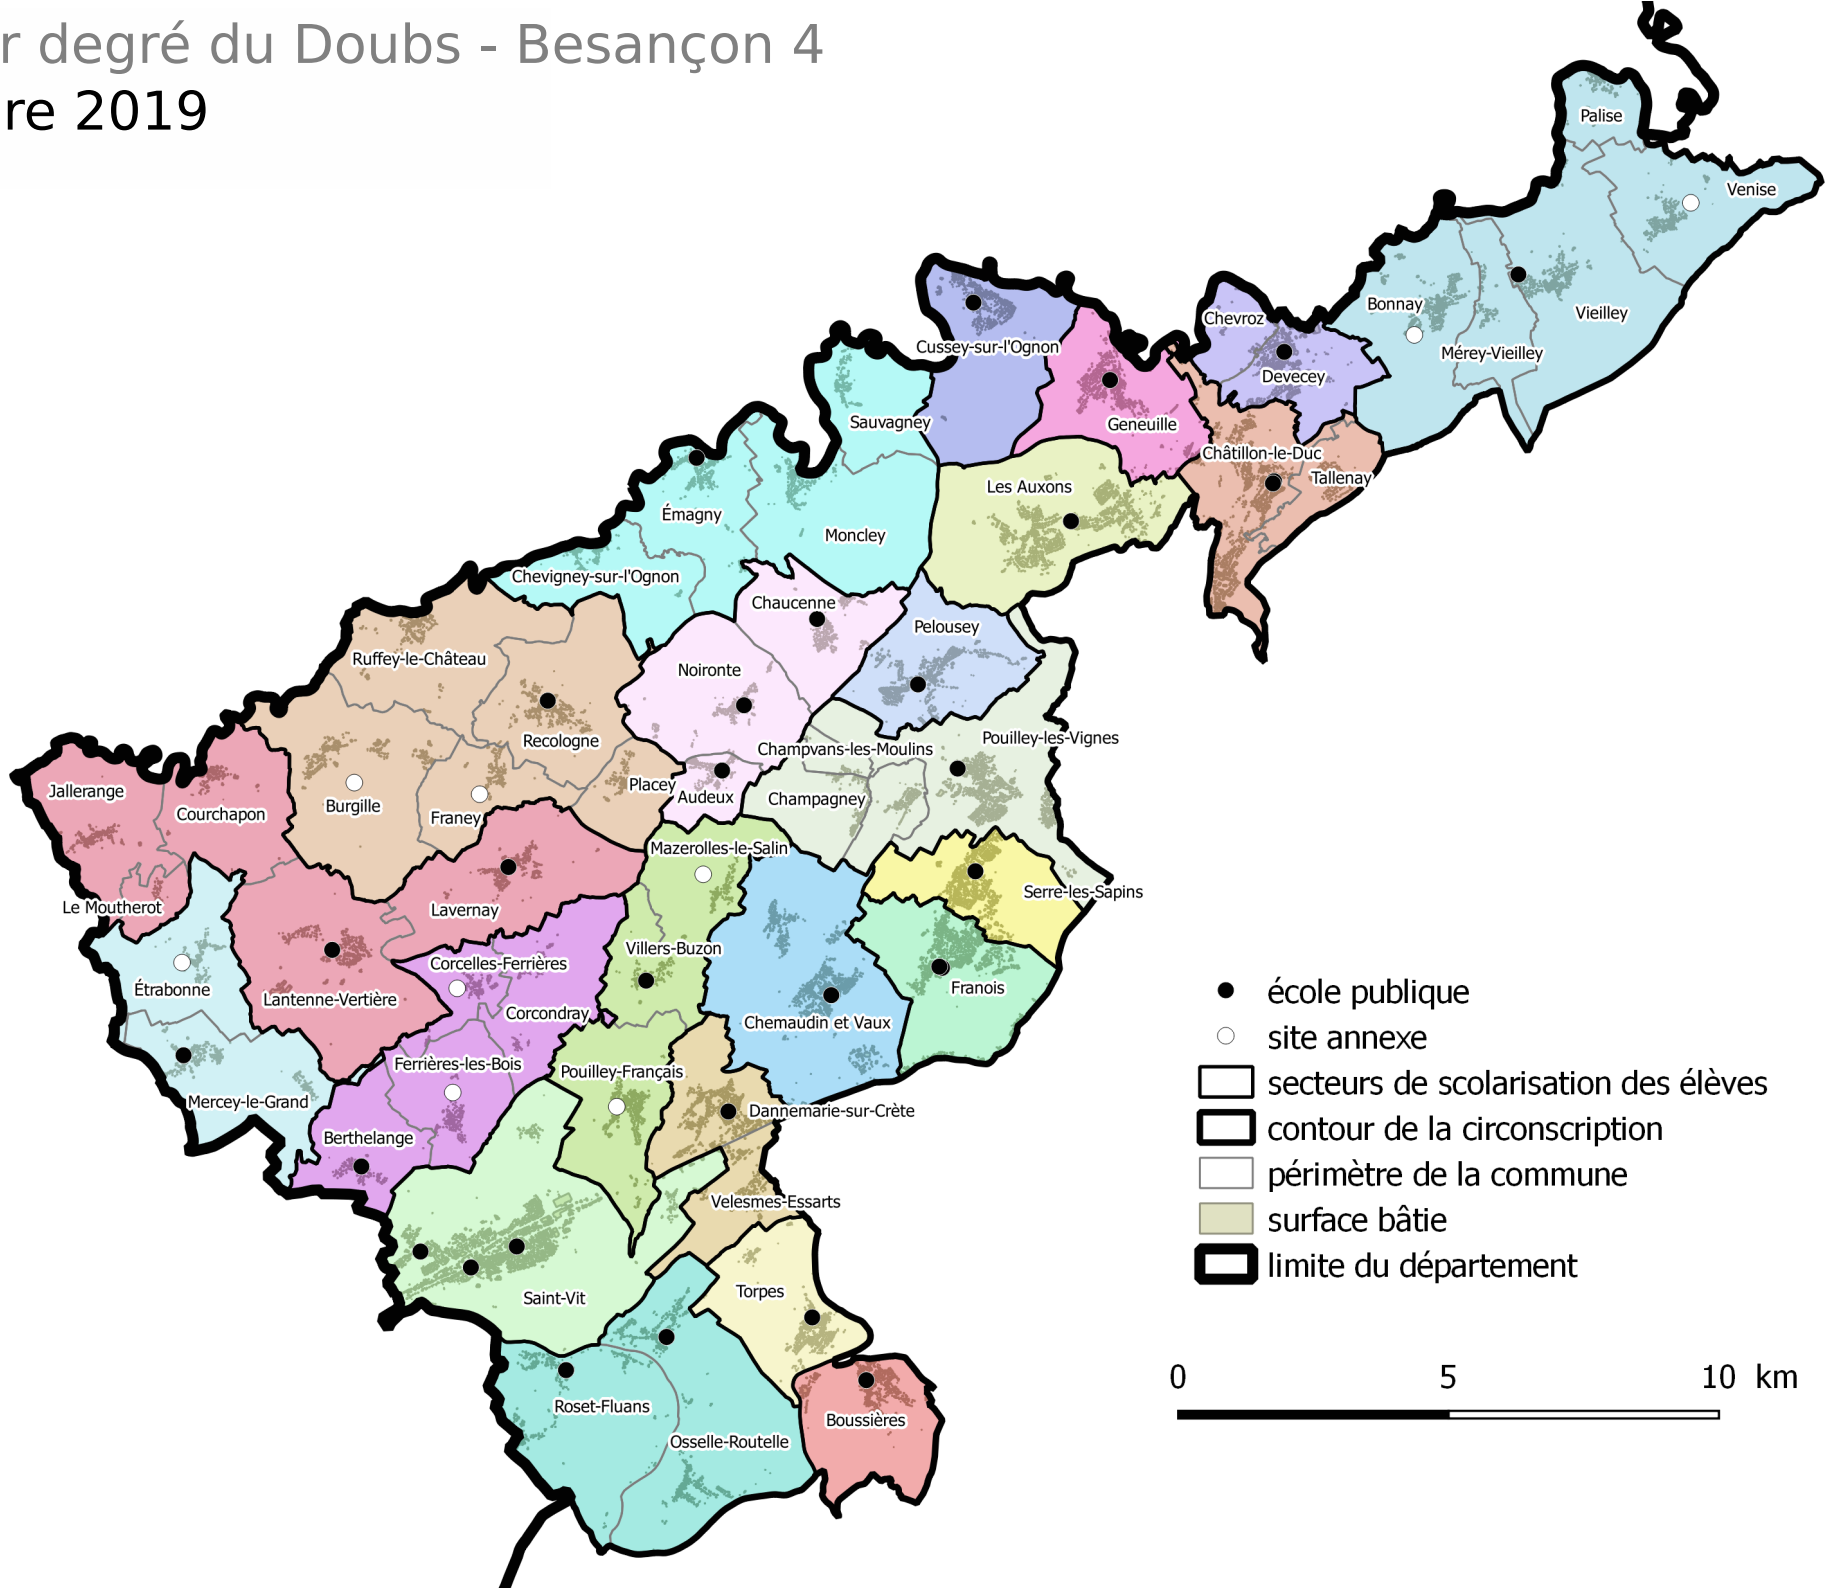 r degré du Doubs - Besançon 4
re 2019
Palise
Venise
Bonnay
Vieilley
Mérey-Vieilley
Chevroz
Devecey
Cussey-sur-l'Ognon
Geneuille
Sauvagney
Châtillon-le-Duc
Tallenay
Les Auxons
Émagny
Moncley
Chevigney-sur-l'Ognon
Chaucenne
Pelousey
Ruffey-le-Château
Noironte
Recologne
Champvans-les-Moulins
Pouilley-les-Vignes
Jallerange
Courchapon
Burgille
Franey
Placey
Audeux
Champagney
Mazerolles-le-Salin
Serre-les-Sapins
Le Moutherot
Lavernay
Villers-Buzon
Corcelles-Ferrières
Étrabonne
Lantenne-Vertière
Corcondray
Chemaudin et Vaux
Franois
Ferrières-les-Bois
Pouilley-Français
Mercey-le-Grand
Dannemarie-sur-Crète
Berthelange
Velesmes-Essarts
Saint-Vit
Torpes
Roset-Fluans
Boussières
Osselle-Routelle
école publique
site annexe
secteurs de scolarisation des élèves
contour de la circonscription
périmètre de la commune
surface bâtie
limite du département
0 5 10 km